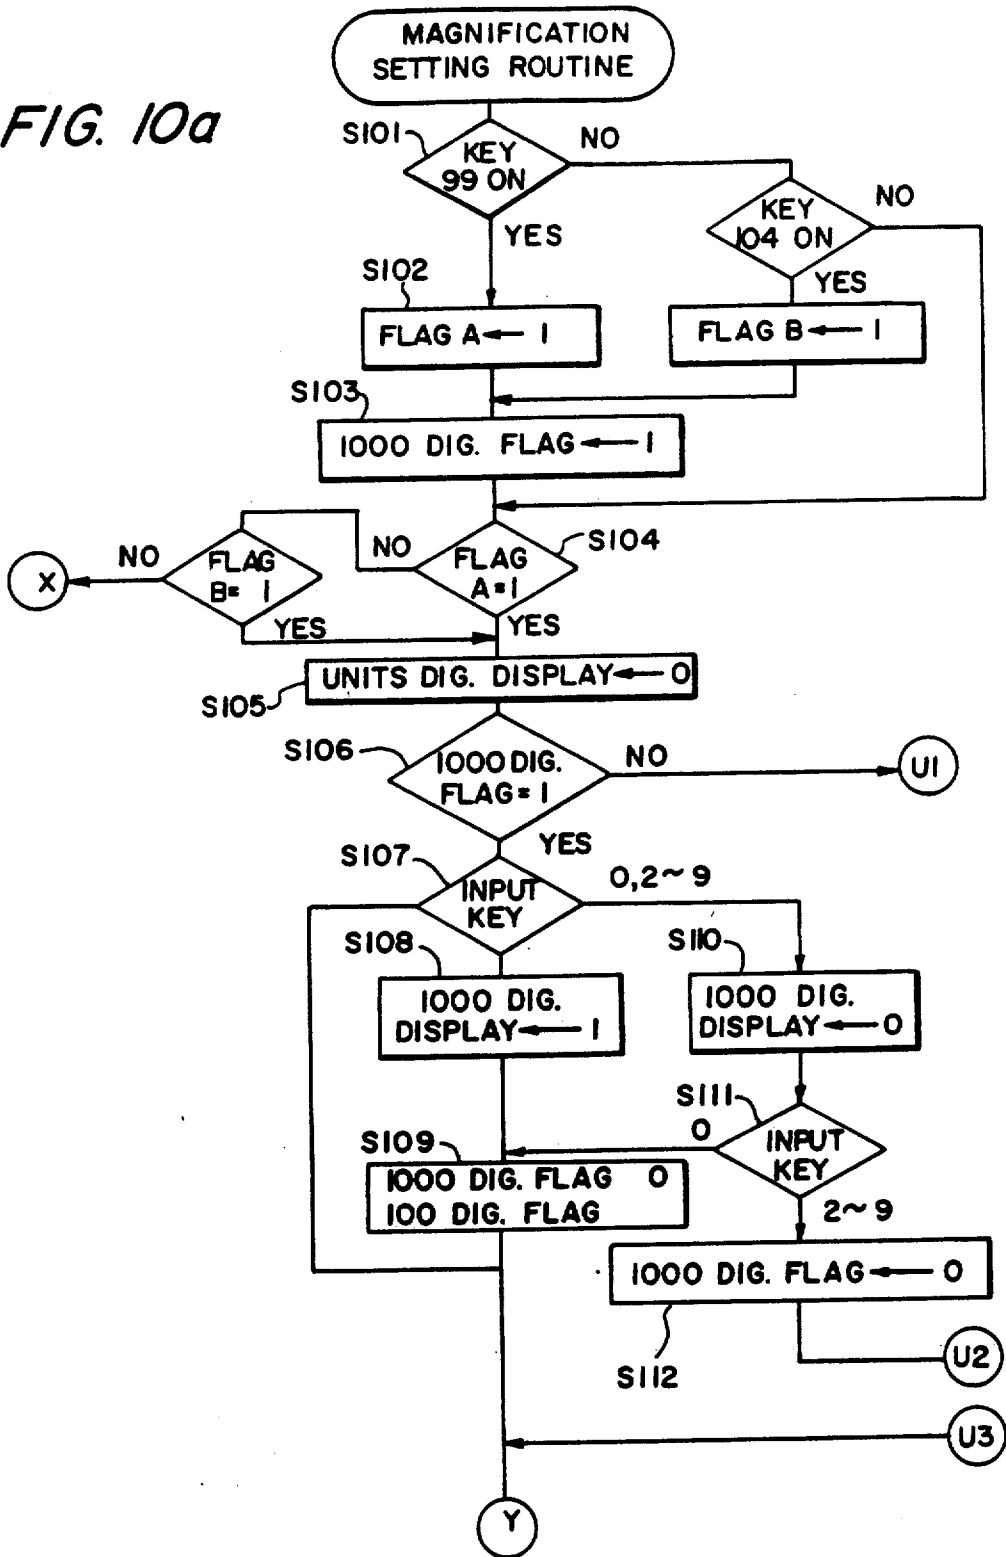 MAGNIFICATION
SETTING ROUTINE
FIG. 10a
S101
KEY
99 ON
NO
YES
KEY
104 ON
NO
YES
S102
FLAG A ← 1
FLAG B ← 1
S103
1000 DIG. FLAG ← 1
S104
FLAG
A=1
NO
YES
FLAG
B= 1
NO
YES
X
UNITS DIG. DISPLAY ← 0
S105
S106
1000 DIG.
FLAG= 1
NO
U1
YES
S107
INPUT
KEY
0,2~9
S108
1000 DIG.
DISPLAY ← 1
S110
1000 DIG.
DISPLAY ← 0
S111
INPUT
KEY
0
2~9
S109
1000 DIG. FLAG 0
100 DIG. FLAG
1000 DIG. FLAG ← 0
S112
U2
U3
Y